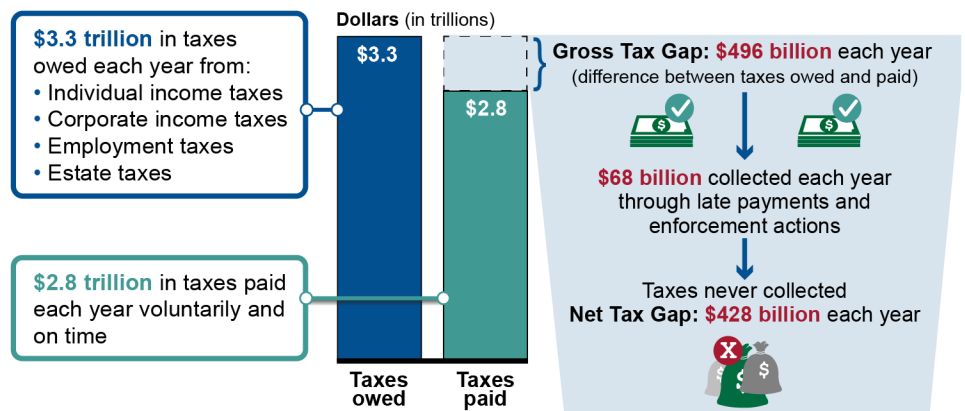 $3.3 trillion in taxes
owed each year from:
• Individual income taxes
• Corporate income taxes
• Employment taxes
• Estate taxes
$2.8 trillion in taxes paid
each year voluntarily and
on time
Dollars (in trillions)
$3.3
$2.8
Taxes
owed
Taxes
paid
Gross Tax Gap: $496 billion each year
(difference between taxes owed and paid)
$
$
$68 billion collected each year
through late payments and
enforcement actions
Taxes never collected
Net Tax Gap: $428 billion each year
X
$
$
$